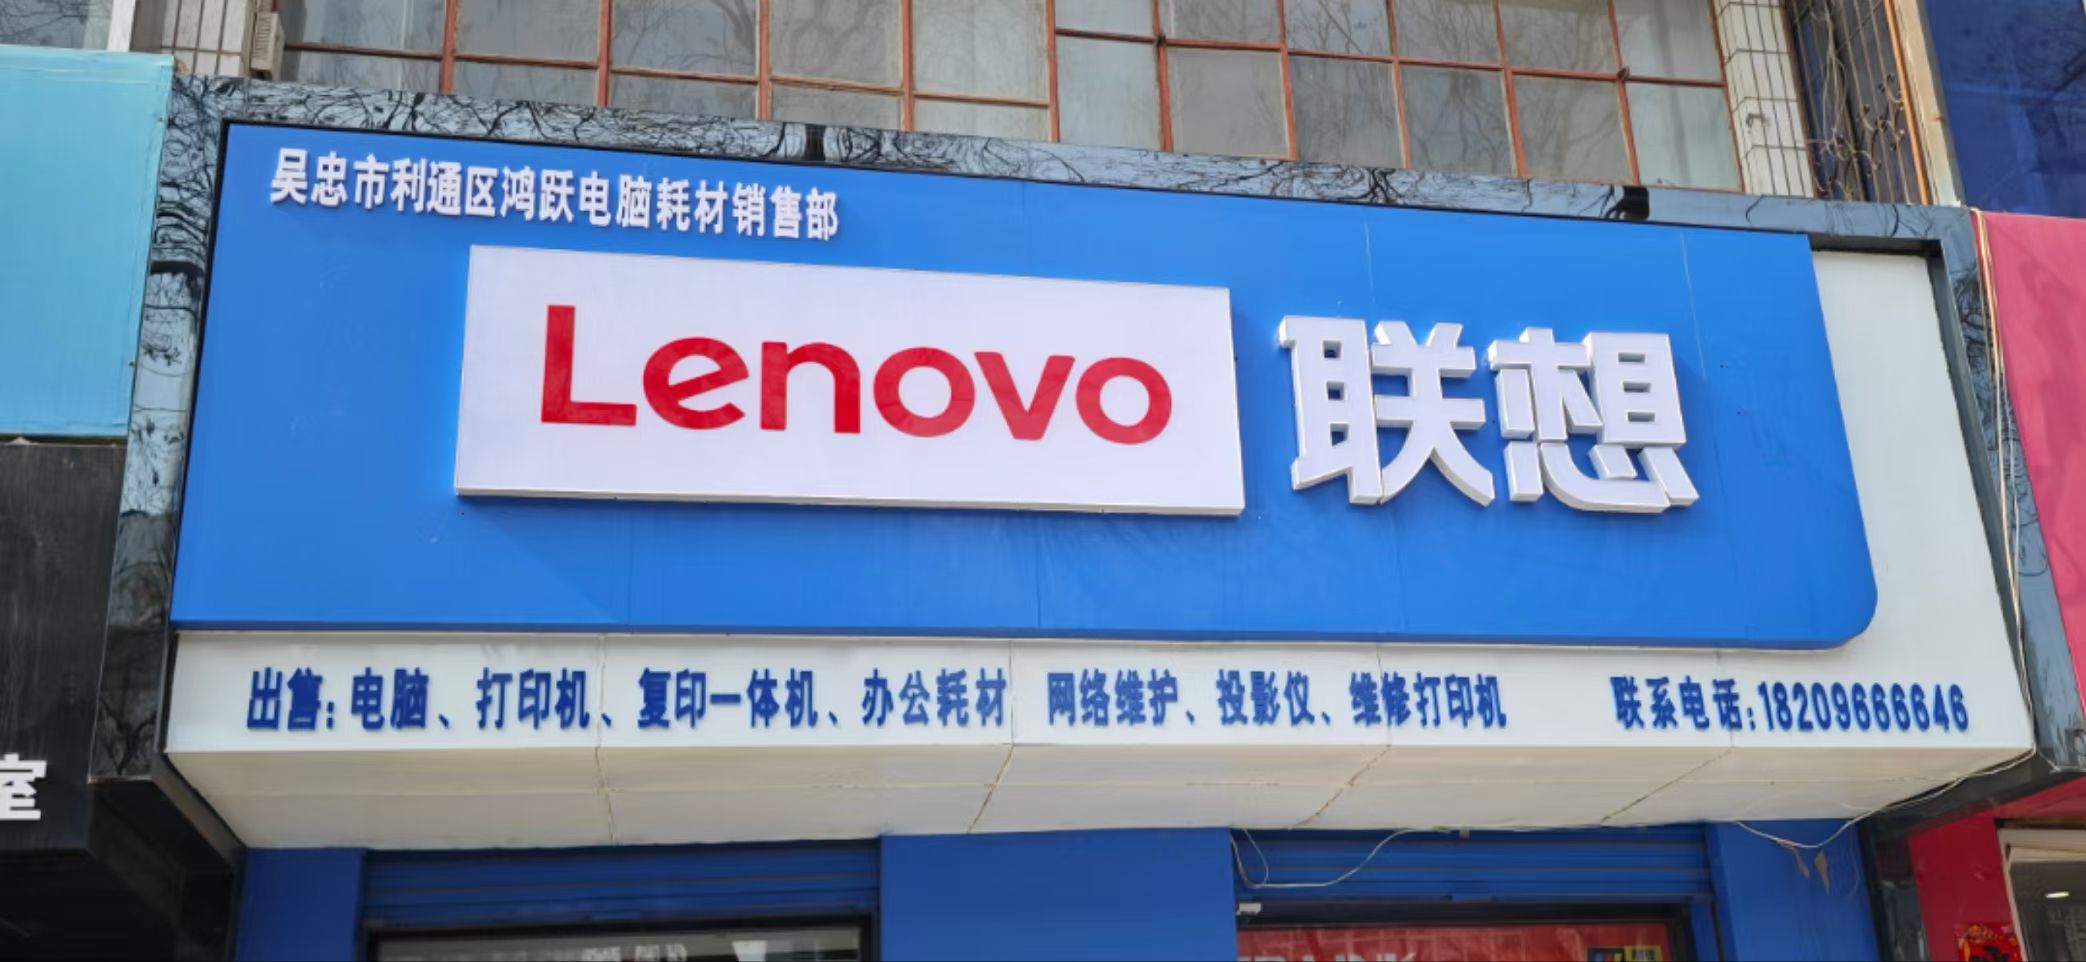 吴忠市利通区鸿跃电脑耗材销售部
Lenovo 联想
出售:电脑、打印机、复印一体机、办公耗材 网络维护、投影仪、维修打印机 联系电话:18209666646
室